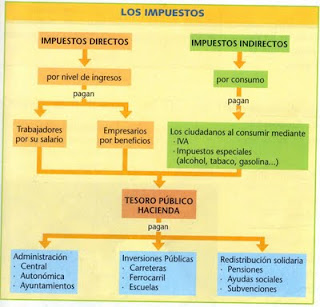 LOS IMPUESTOS
IMPUESTOS DIRECTOS
IMPUESTOS INDIRECTOS
por nivel de ingresos
por consumo
pagan
pagan
Trabajadores
por su salario
Empresarios
por beneficios
Los ciudadanos al consumir mediante
- IVA
- Impuestos especiales
(alcohol, tabaco, gasolina...)
TESORO PÚBLICO
HACIENDA
pagan
Administración
- Central
- Autonómica
- Ayuntamientos
Inversiones Públicas
- Carreteras
- Ferrocarril
- Escuelas
Redistribución solidaria
- Pensiones
- Ayudas sociales
- Subvenciones